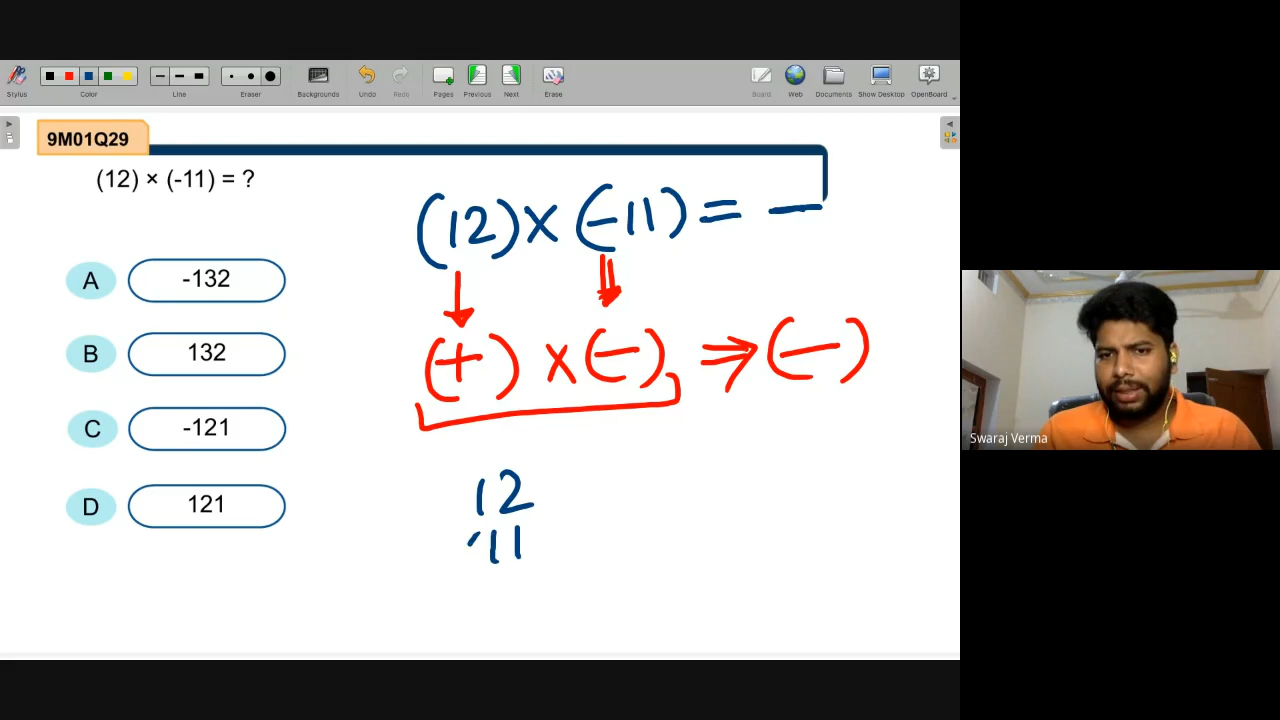 Stylus Color Line Eraser Backgrounds Undo Redo Pages Previous Next Erase Board Web Documents Show Desktop OpenBoard
9M01Q29
(12) × (-11) = ?
(12) × (-11) = —
(+) × (-) ⇒ (-)
A -132
B 132
C -121
D 121
12
11
Swaraj Verma